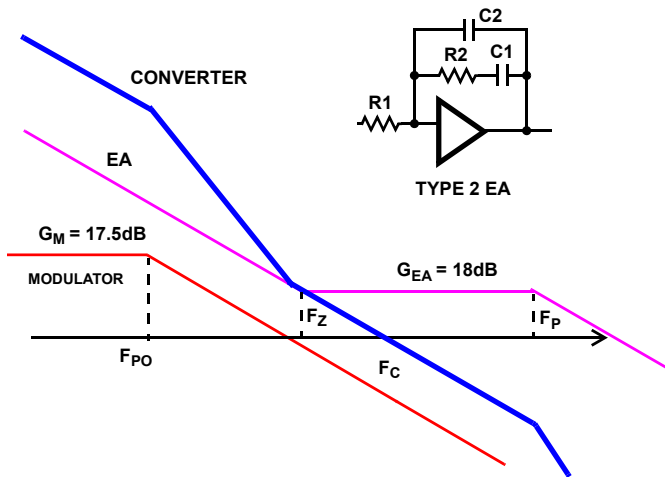 C2
R2 C1
R1
TYPE 2 EA
CONVERTER
EA
G_M = 17.5dB
MODULATOR
G_EA = 18dB
F_Z
F_P
F_PO
F_C